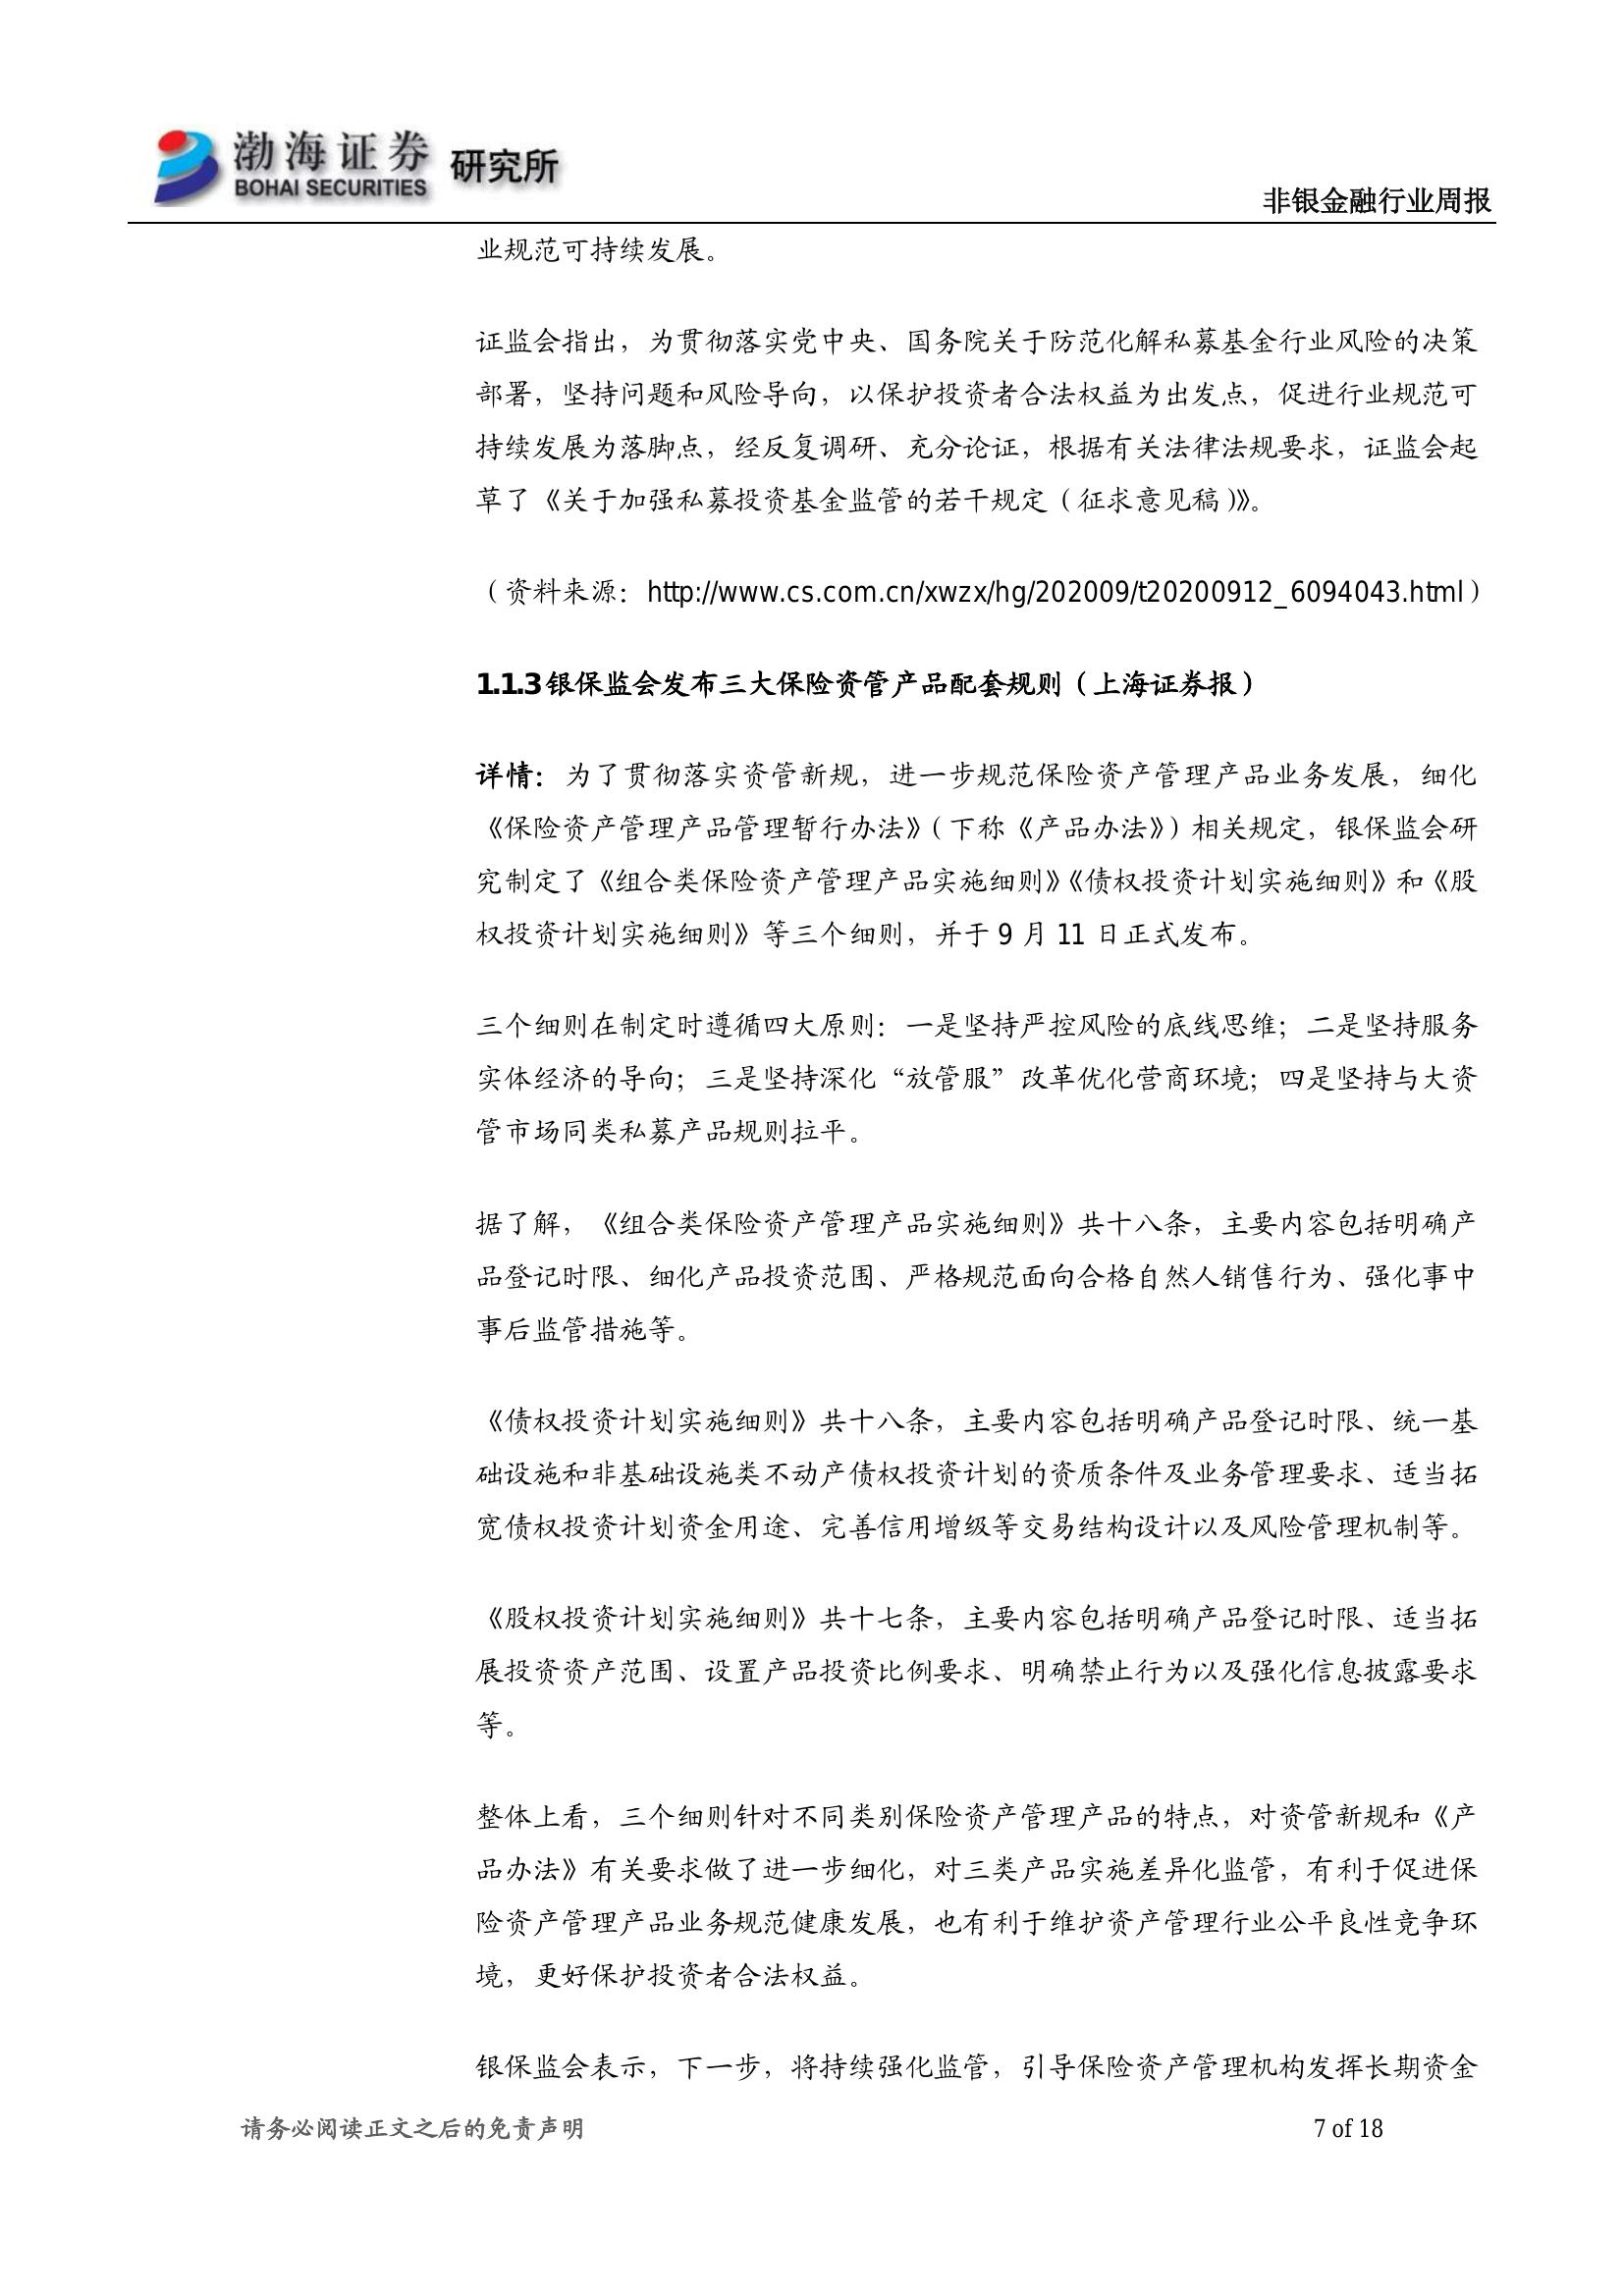 渤海证券 研究所
BOHAI SECURITIES
非银金融行业周报
业规范可持续发展。
证监会指出，为贯彻落实党中央、国务院关于防范化解私募基金行业风险的决策
部署，坚持问题和风险导向，以保护投资者合法权益为出发点，促进行业规范可
持续发展为落脚点，经反复调研、充分论证，根据有关法律法规要求，证监会起
草了《关于加强私募投资基金监管的若干规定（征求意见稿）》。
（资料来源：http://www.cs.com.cn/xwzx/hg/202009/t20200912_6094043.html）
1.1.3 银保监会发布三大保险资管产品配套规则（上海证券报）
详情：为了贯彻落实资管新规，进一步规范保险资产管理产品业务发展，细化
《保险资产管理产品管理暂行办法》（下称《产品办法》）相关规定，银保监会研
究制定了《组合类保险资产管理产品实施细则》《债权投资计划实施细则》和《股
权投资计划实施细则》等三个细则，并于 9 月 11 日正式发布。
三个细则在制定时遵循四大原则：一是坚持严控风险的底线思维；二是坚持服务
实体经济的导向；三是坚持深化“放管服”改革优化营商环境；四是坚持与大资
管市场同类私募产品规则拉平。
据了解，《组合类保险资产管理产品实施细则》共十八条，主要内容包括明确产
品登记时限、细化产品投资范围、严格规范面向合格自然人销售行为、强化事中
事后监管措施等。
《债权投资计划实施细则》共十八条，主要内容包括明确产品登记时限、统一基
础设施和非基础设施类不动产债权投资计划的资质条件及业务管理要求、适当拓
宽债权投资计划资金用途、完善信用增级等交易结构设计以及风险管理机制等。
《股权投资计划实施细则》共十七条，主要内容包括明确产品登记时限、适当拓
展投资资产范围、设置产品投资比例要求、明确禁止行为以及强化信息披露要求
等。
整体上看，三个细则针对不同类别保险资产管理产品的特点，对资管新规和《产
品办法》有关要求做了进一步细化，对三类产品实施差异化监管，有利于促进保
险资产管理产品业务规范健康发展，也有利于维护资产管理行业公平良性竞争环
境，更好保护投资者合法权益。
银保监会表示，下一步，将持续强化监管，引导保险资产管理机构发挥长期资金
请务必阅读正文之后的免责声明
7 of 18